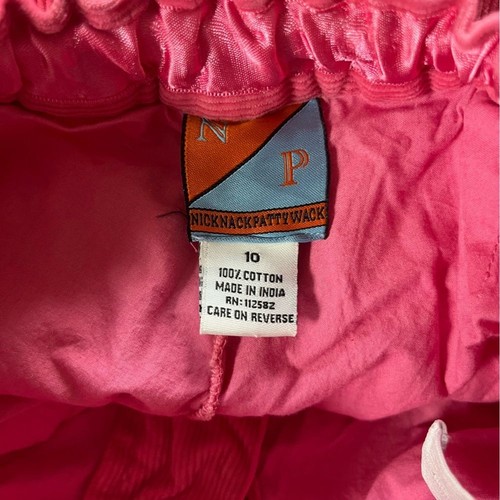 N
P
NICKNACKPATTYWACK
10
100% COTTON
MADE IN INDIA
RN: 112582
CARE ON REVERSE